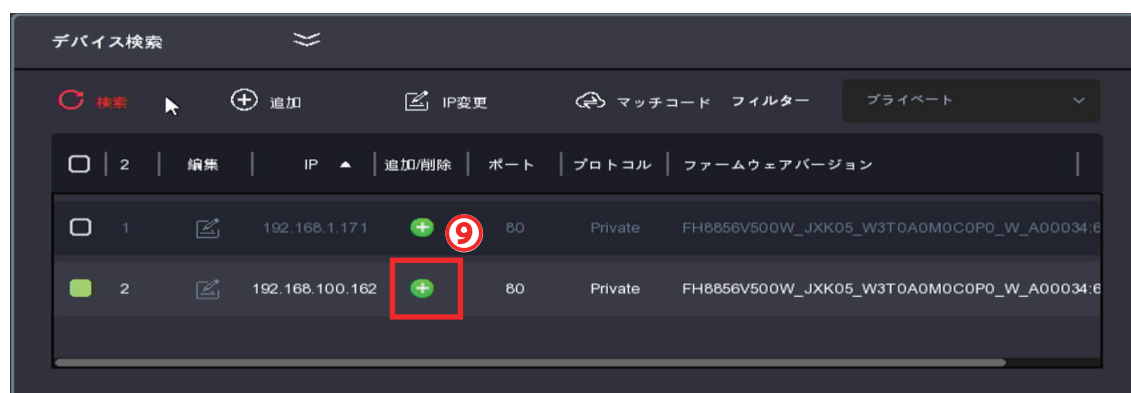 デバイス検索
検索 追加 IP変更 マッチコード フィルター プライベート
2 編集 IP 追加/削除 ポート プロトコル ファームウェアバージョン
1 192.168.1.171 80 Private FH8856V500W_JXK05_W3T0A0M0C0P0_W_A00034:6
⑨
2 192.168.100.162 80 Private FH8856V500W_JXK05_W3T0A0M0C0P0_W_A00034:6